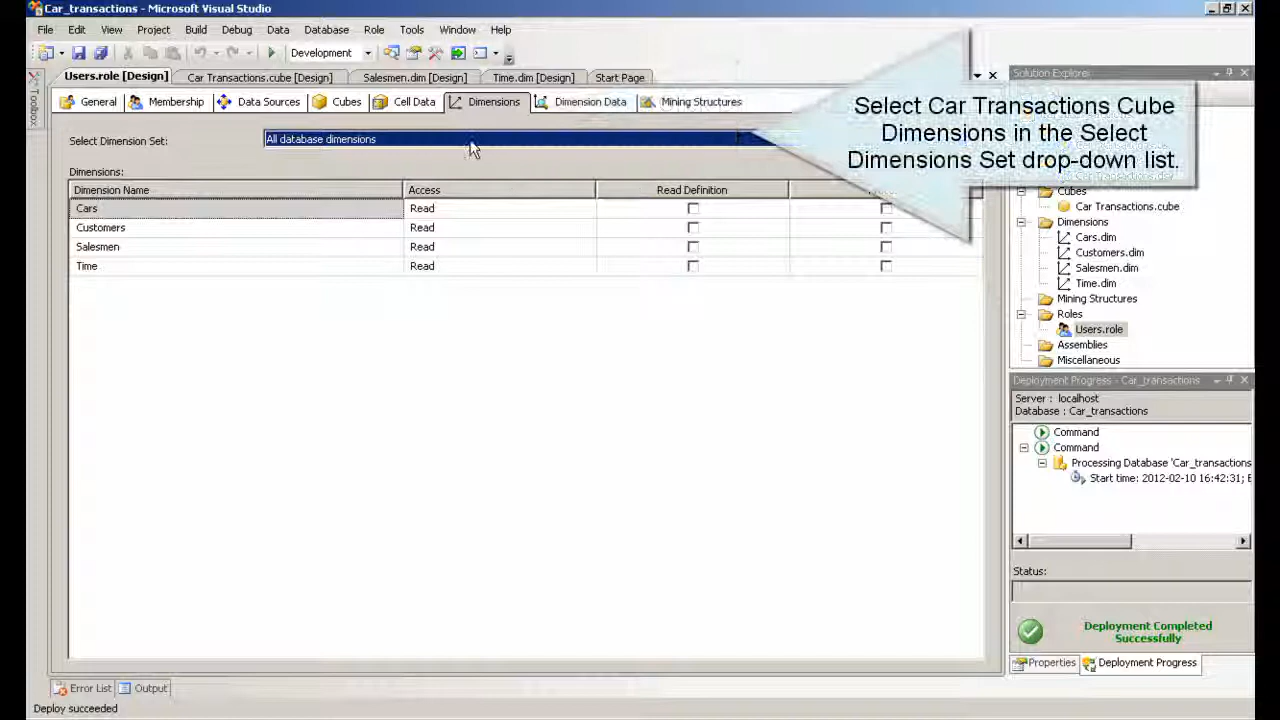 Car_transactions - Microsoft Visual Studio
File Edit View Project Build Debug Data Database Role Tools Window Help
Development
Toolbox
Users.role [Design] Car Transactions.cube [Design] Salesmen.dim [Design] Time.dim [Design] Start Page
General Membership Data Sources Cubes Cell Data Dimensions Dimension Data Mining Structures
Select Dimension Set: All database dimensions
Dimensions:
Dimension Name Access Read Definition
Cars Read
Customers Read
Salesmen Read
Time Read
Select Car Transactions Cube
Dimensions in the Select
Dimensions Set drop-down list.
Solution Explorer
Cubes
Car Transactions.cube
Dimensions
Cars.dim
Customers.dim
Salesmen.dim
Time.dim
Mining Structures
Roles
Users.role
Assemblies
Miscellaneous
Deployment Progress - Car_transactions
Server : localhost
Database : Car_transactions
Command
Command
Processing Database 'Car_transactions
Start time: 2012-02-10 16:42:31; E
Status:
Deployment Completed
Successfully
Properties Deployment Progress
Error List Output
Deploy succeeded